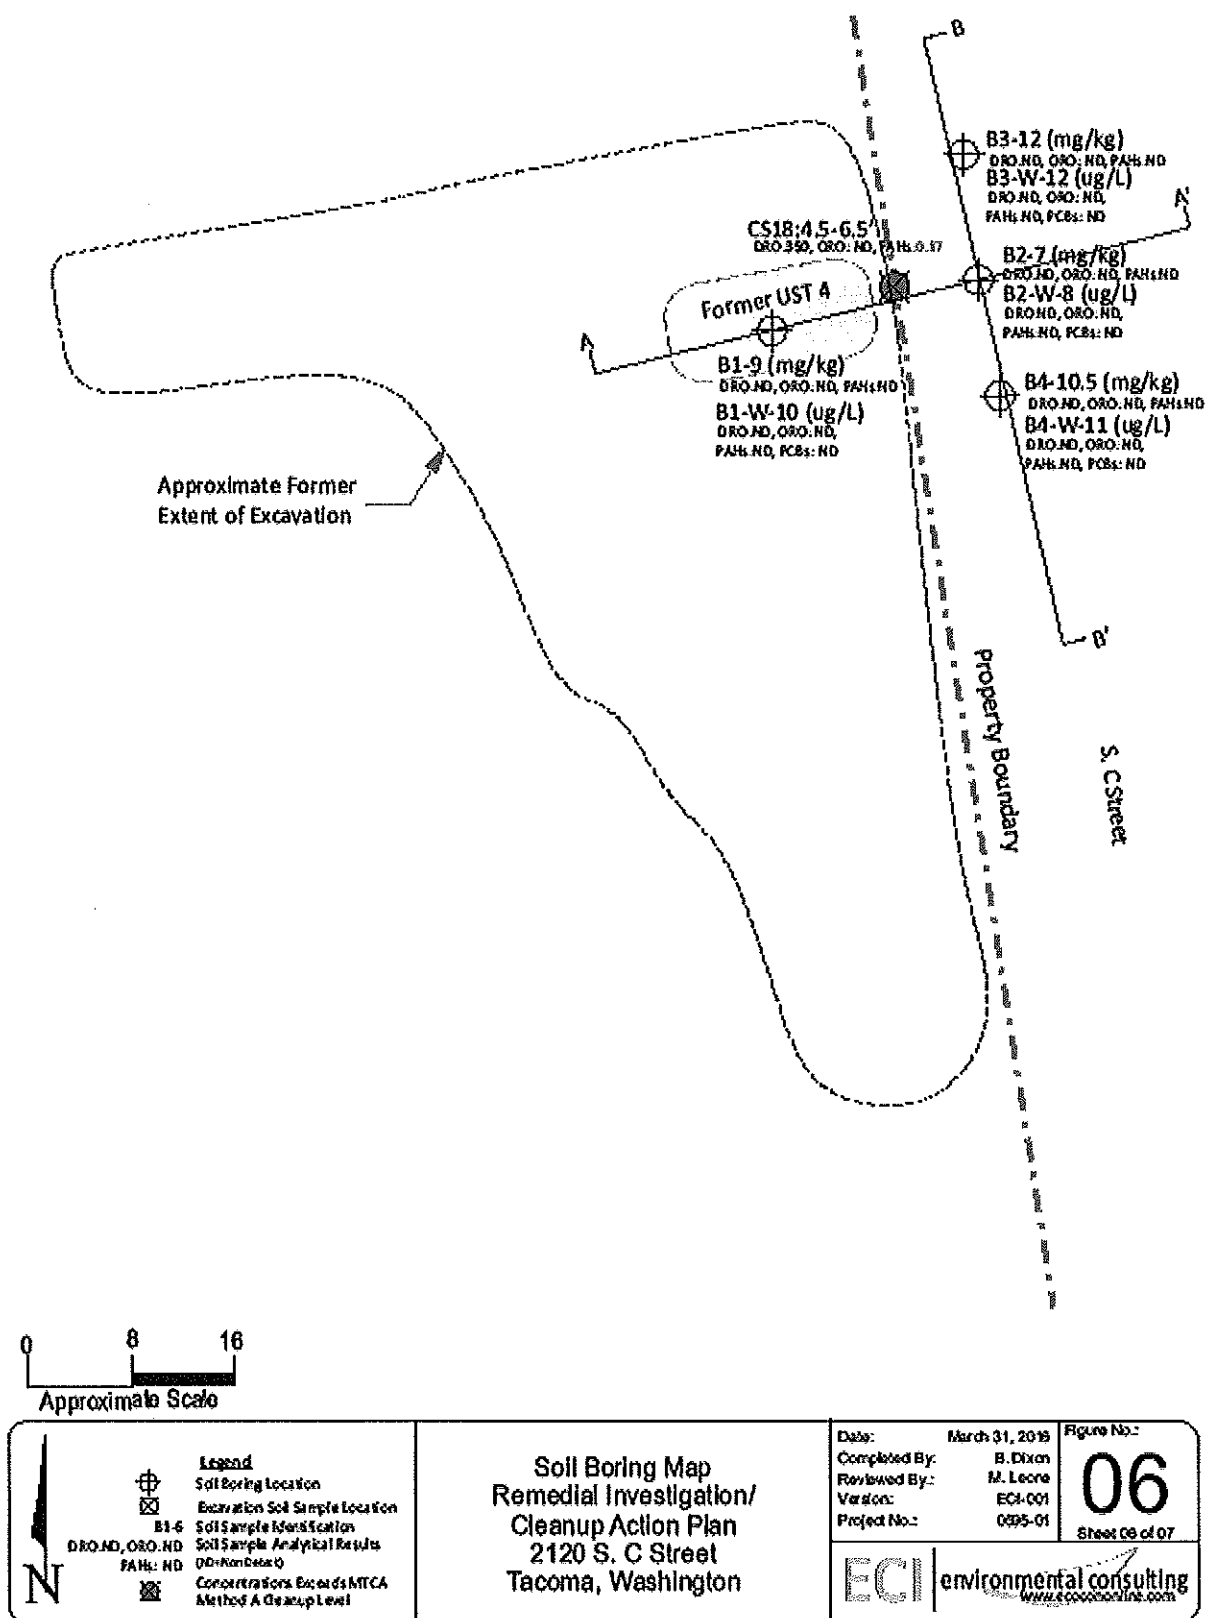 B
B3-12 (mg/kg)
DRO:ND, ORO: ND, PAHs:ND
B3-W-12 (ug/L)
DRO:ND, ORO: ND,
PAHs:ND, PCBs: ND
A'
CS18;4.5-6.5'
DRO:350, ORO: ND, PAHs:0.37
B2-7 (mg/kg)
DRO:ND, ORO: ND, PAHs:ND
B2-W-8 (ug/L)
DRO:ND, ORO: ND,
PAHs:ND, PCBs: ND
Former UST 4
A
B1-9 (mg/kg)
DRO:ND, ORO: ND, PAHs:ND
B1-W-10 (ug/L)
DRO:ND, ORO: ND,
PAHs:ND, PCBs: ND
B4-10.5 (mg/kg)
DRO:ND, ORO: ND, PAHs:ND
B4-W-11 (ug/L)
DRO:ND, ORO: ND,
PAHs:ND, PCBs: ND
Approximate Former
Extent of Excavation
B'
Property Boundary
S. C Street
0 8 16
Approximate Scale
N
Legend
Soil Boring Location
Excavation Soil Sample Location
B1-6 Soil Sample Identification
DRO:ND, ORO: ND Soil Sample Analytical Results
PAHs: ND (ND=Non Detect)
Concentrations Exceeds MTCA
Method A Cleanup Level
Soil Boring Map
Remedial Investigation/
Cleanup Action Plan
2120 S. C Street
Tacoma, Washington
Date: March 31,
Completed By: B. Dixon
Reviewed By: M. Leone
Version: ECI-001
Project No.:
Figure No.:
06
Sheet 06 of 07
ECI environmental consulting